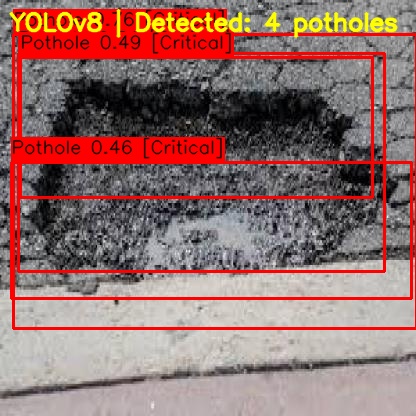 YOLOv8 | Detected: 4 potholes
Pothole 0.49 [Critical]
Pothole 0.46 [Critical]